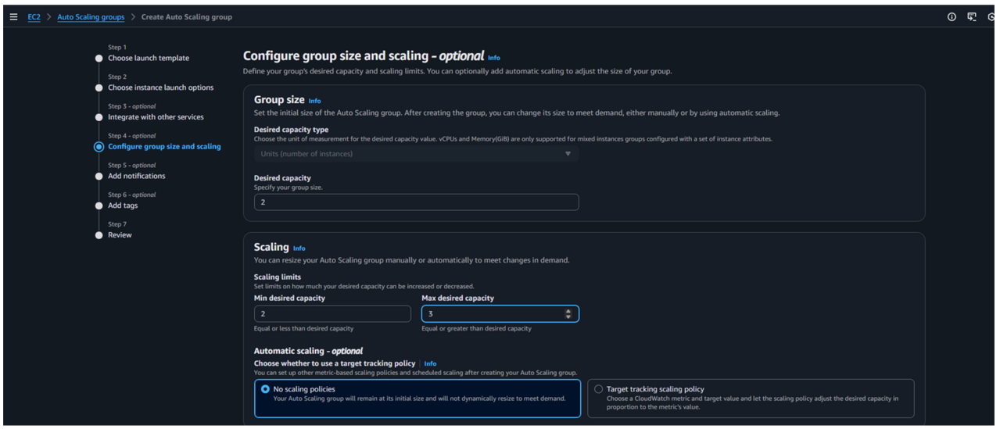 EC2 > Auto Scaling groups > Create Auto Scaling group
Step 1
Choose launch template
Step 2
Choose instance launch options
Step 3 - optional
Integrate with other services
Step 4 - optional
Configure group size and scaling
Step 5 - optional
Add notifications
Step 6 - optional
Add tags
Step 7
Review
Configure group size and scaling - optional Info
Define your group's desired capacity and scaling limits. You can optionally add automatic scaling to adjust the size of your group.
Group size Info
Set the initial size of the Auto Scaling group. After creating the group, you can change its size to meet demand, either manually or by using automatic scaling.
Desired capacity type
Choose the unit of measurement for the desired capacity value. vCPUs and Memory(GiB) are only supported for mixed instances groups configured with a set of instance attributes.
Units (number of instances)
Desired capacity
Specify your group size.
2
Scaling Info
You can resize your Auto Scaling group manually or automatically to meet changes in demand.
Scaling limits
Set limits on how much your desired capacity can be increased or decreased.
Min desired capacity
2
Equal or less than desired capacity
Max desired capacity
3
Equal or greater than desired capacity
Automatic scaling - optional
Choose whether to use a target tracking policy | Info
You can set up other metric-based scaling policies and scheduled scaling after creating your Auto Scaling group.
No scaling policies
Your Auto Scaling group will remain at its initial size and will not dynamically resize to meet demand.
Target tracking scaling policy
Choose a CloudWatch metric and target value and let the scaling policy adjust the desired capacity in
proportion to the metric's value.